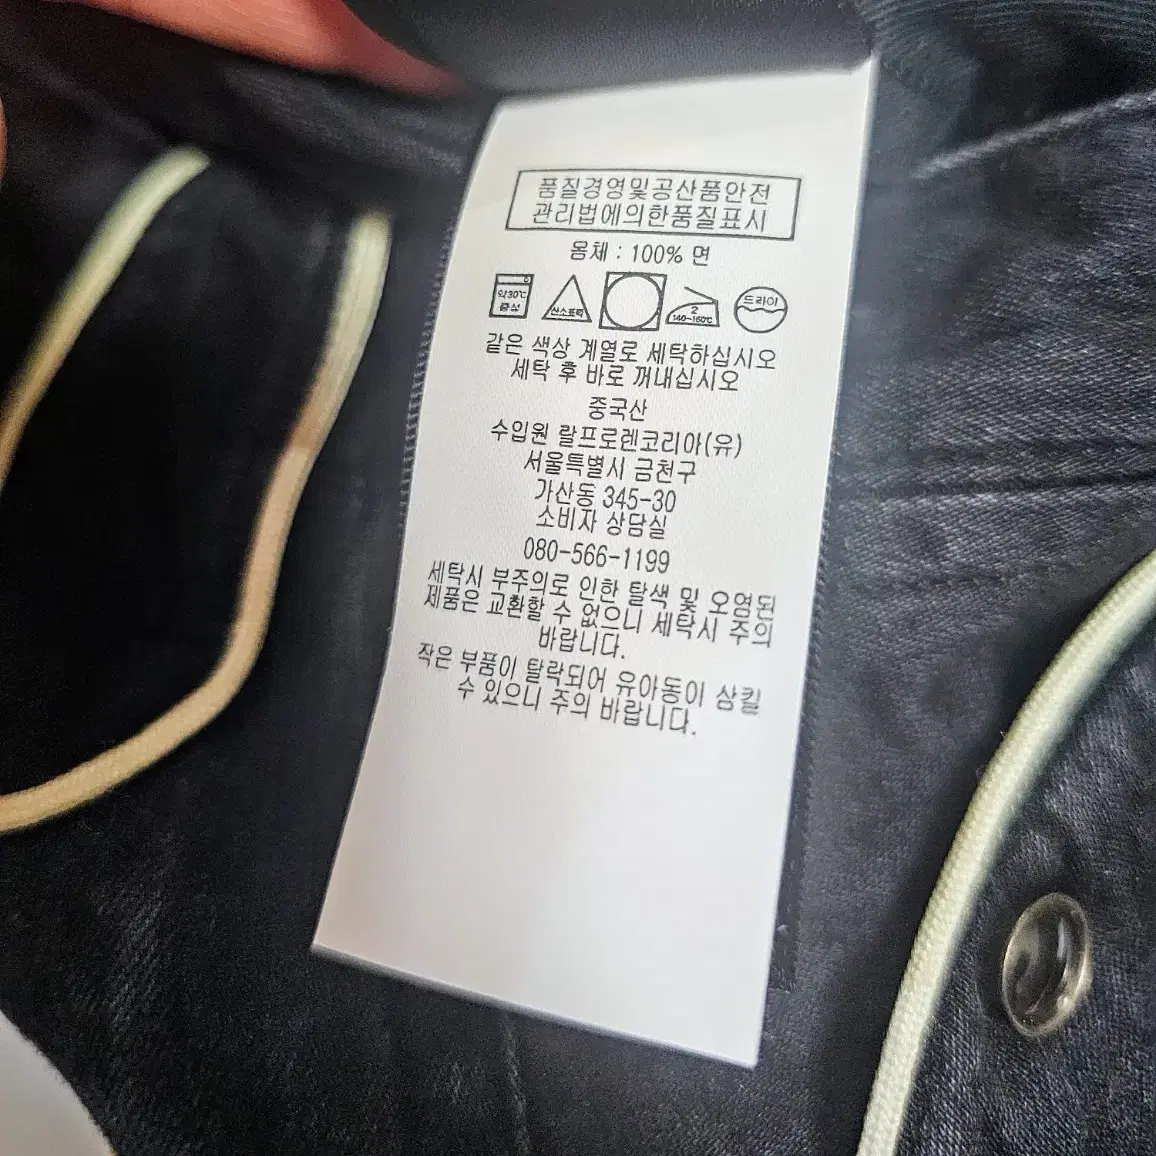 품질경영및공산품안전
관리법에의한품질표시
몸체 : 100% 면
약30℃
중성
산소표백
2
140~160℃
드라이
같은 색상 계열로 세탁하십시오
세탁 후 바로 꺼내십시오
중국산
수입원 랄프로렌코리아(유)
서울특별시 금천구
가산동 345-30
소비자 상담실
080-566-1199
세탁시 부주의로 인한 탈색 및 오염된
제품은 교환할 수 없으니 세탁시 주의
바랍니다.
작은 부품이 탈락되어 유아동이 삼킬
수 있으니 주의 바랍니다.